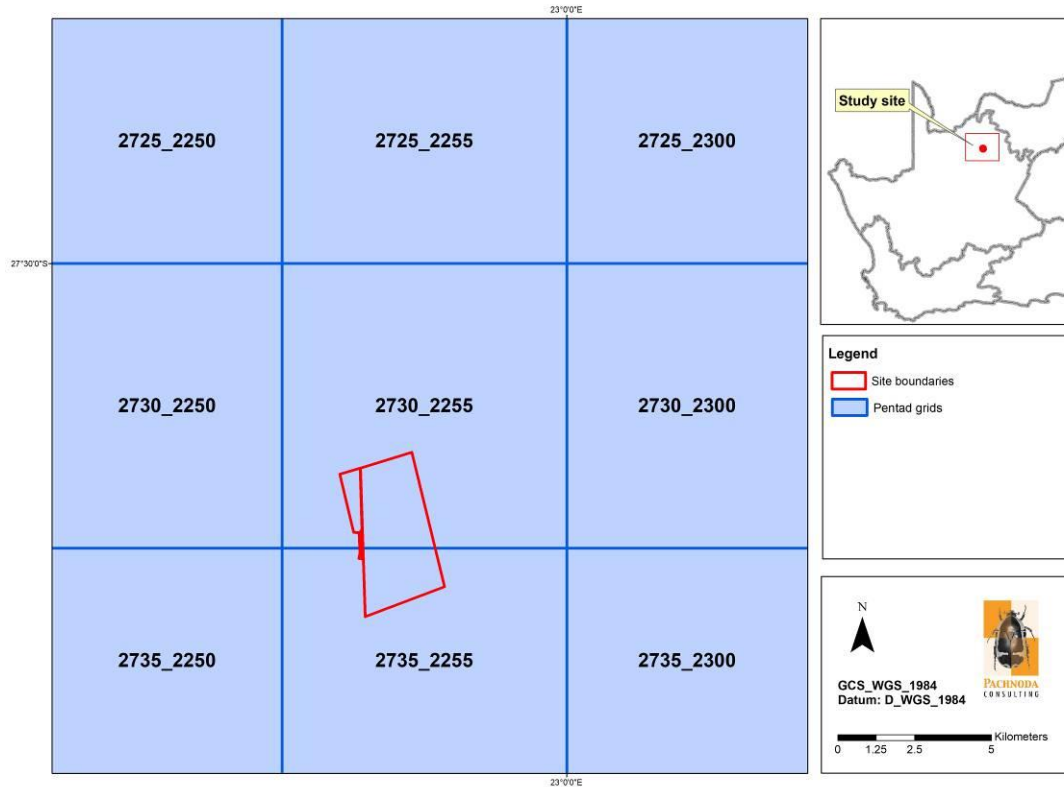 23°0'0"E
2725_2250
2725_2255
2725_2300
27°30'0"S
2730_2250
2730_2255
2730_2300
2735_2250
2735_2255
2735_2300
23°0'0"E
Study site
Legend
Site boundaries
Pentad grids
N
PACHNODA
CONSULTING
GCS_WGS_1984
Datum: D_WGS_1984
Kilometers
0 1.25 2.5 5